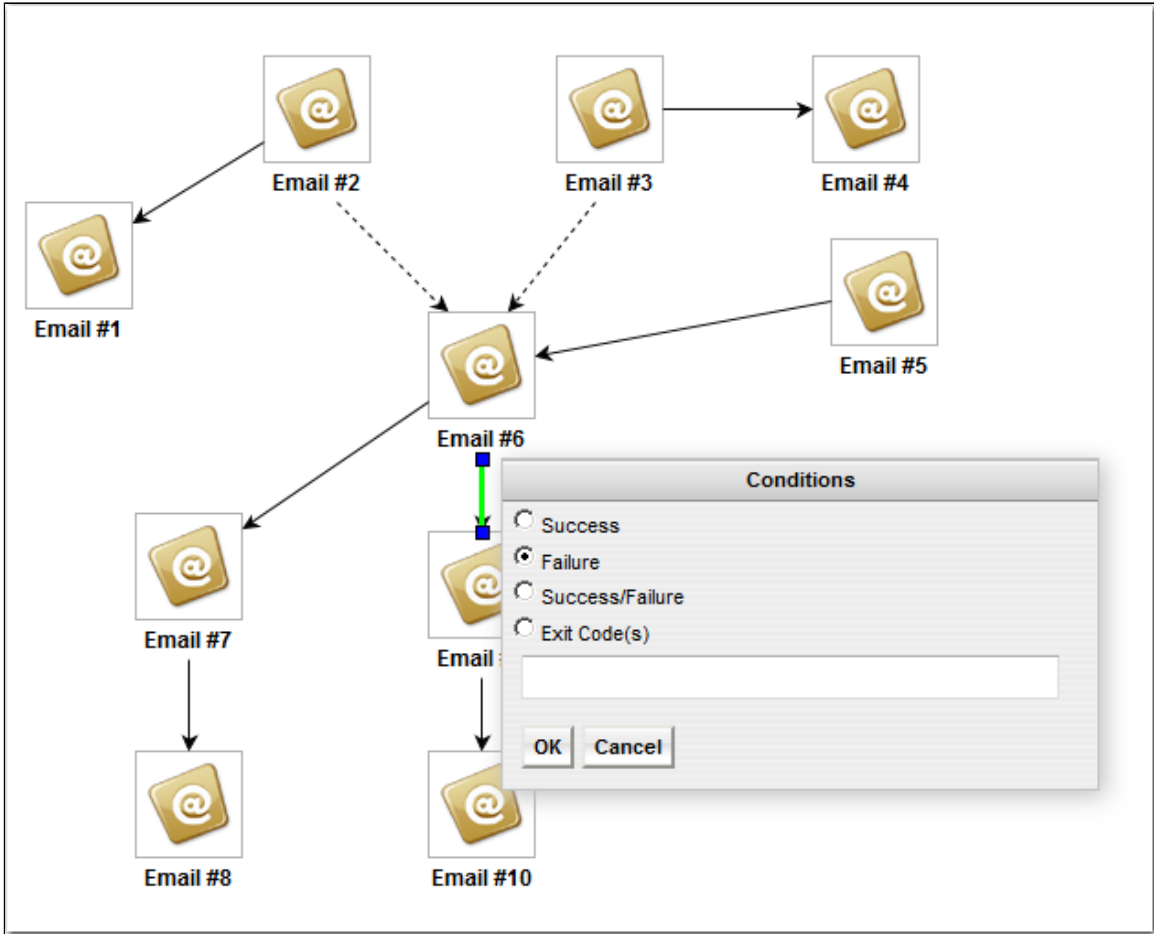 Email #2
Email #3
Email #4
Email #1
Email #5
Email #6
Conditions
Success
Failure
Success/Failure
Exit Code(s)
Email #7
Email
OK Cancel
Email #8
Email #10